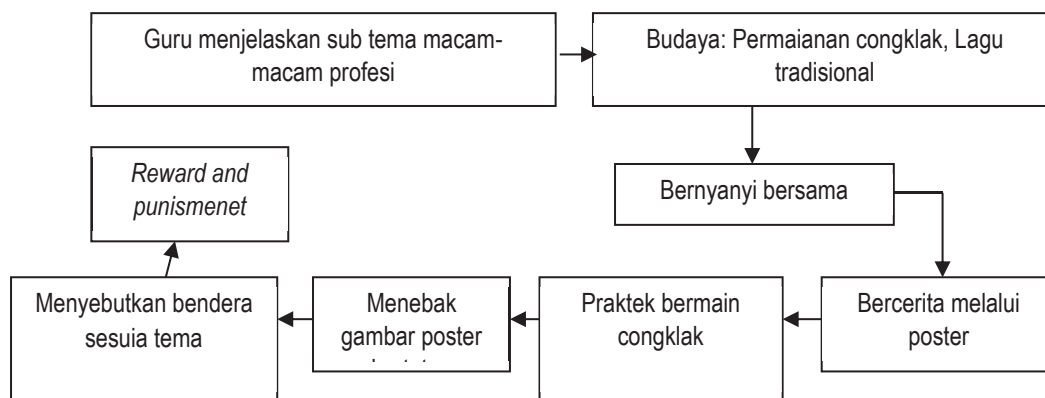 Guru menjelaskan sub tema macam-
macam profesi
Budaya: Permaianan congklak, Lagu
tradisional
Reward and
punismenet
Bernyanyi bersama
Menyebutkan bendera
sesuia tema
Menebak
gambar poster
Praktek bermain
congklak
Bercerita melalui
poster